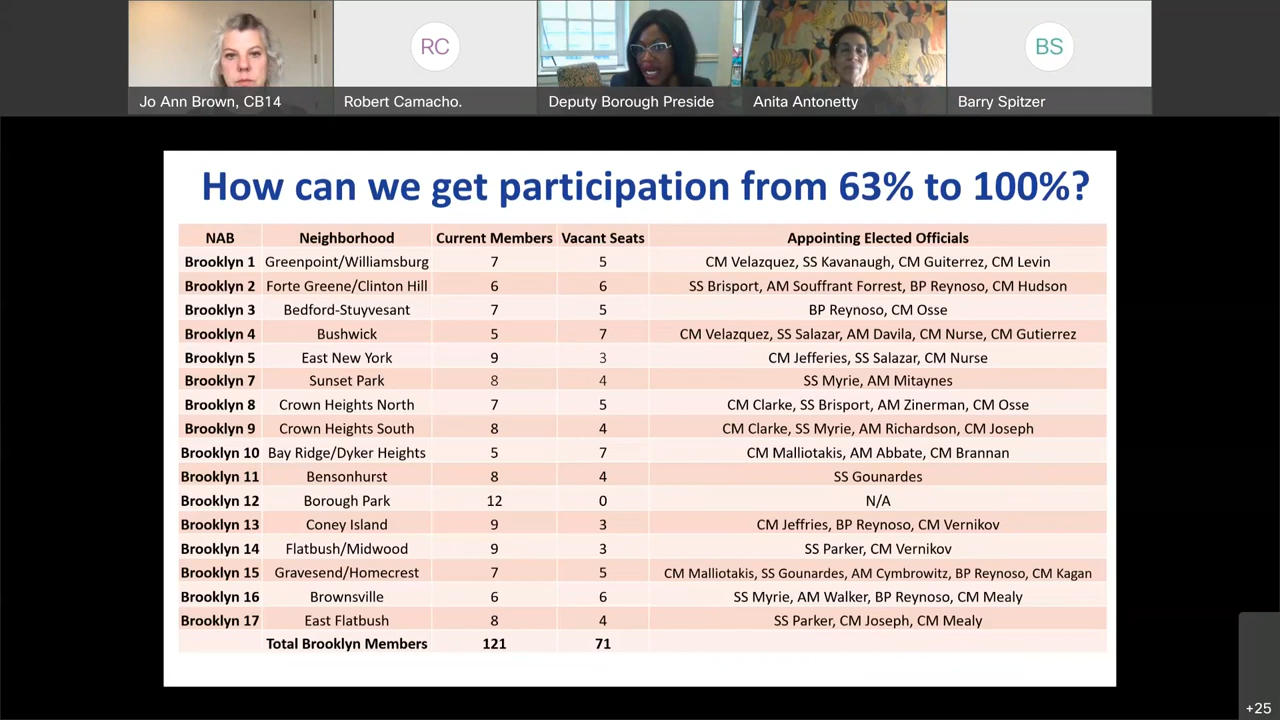 RC
BS
Jo Ann Brown, CB14
Robert Camacho.
Deputy Borough Preside
Anita Antonetty
Barry Spitzer
How can we get participation from 63% to 100%?
NAB Neighborhood Current Members Vacant Seats Appointing Elected Officials
Brooklyn 1 Greenpoint/Williamsburg 7 5 CM Velazquez, SS Kavanaugh, CM Guiterrez, CM Levin
Brooklyn 2 Forte Greene/Clinton Hill 6 6 SS Brisport, AM Souffrant Forrest, BP Reynoso, CM Hudson
Brooklyn 3 Bedford-Stuyvesant 7 5 BP Reynoso, CM Osse
Brooklyn 4 Bushwick 5 7 CM Velazquez, SS Salazar, AM Davila, CM Nurse, CM Gutierrez
Brooklyn 5 East New York 9 3 CM Jefferies, SS Salazar, CM Nurse
Brooklyn 7 Sunset Park 8 4 SS Myrie, AM Mitaynes
Brooklyn 8 Crown Heights North 7 5 CM Clarke, SS Brisport, AM Zinerman, CM Osse
Brooklyn 9 Crown Heights South 8 4 CM Clarke, SS Myrie, AM Richardson, CM Joseph
Brooklyn 10 Bay Ridge/Dyker Heights 5 7 CM Malliotakis, AM Abbate, CM Brannan
Brooklyn 11 Bensonhurst 8 4 SS Gounardes
Brooklyn 12 Borough Park 12 0 N/A
Brooklyn 13 Coney Island 9 3 CM Jeffries, BP Reynoso, CM Vernikov
Brooklyn 14 Flatbush/Midwood 9 3 SS Parker, CM Vernikov
Brooklyn 15 Gravesend/Homecrest 7 5 CM Malliotakis, SS Gounardes, AM Cymbrowitz, BP Reynoso, CM Kagan
Brooklyn 16 Brownsville 6 6 SS Myrie, AM Walker, BP Reynoso, CM Mealy
Brooklyn 17 East Flatbush 8 4 SS Parker, CM Joseph, CM Mealy
Total Brooklyn Members 121 71
+25